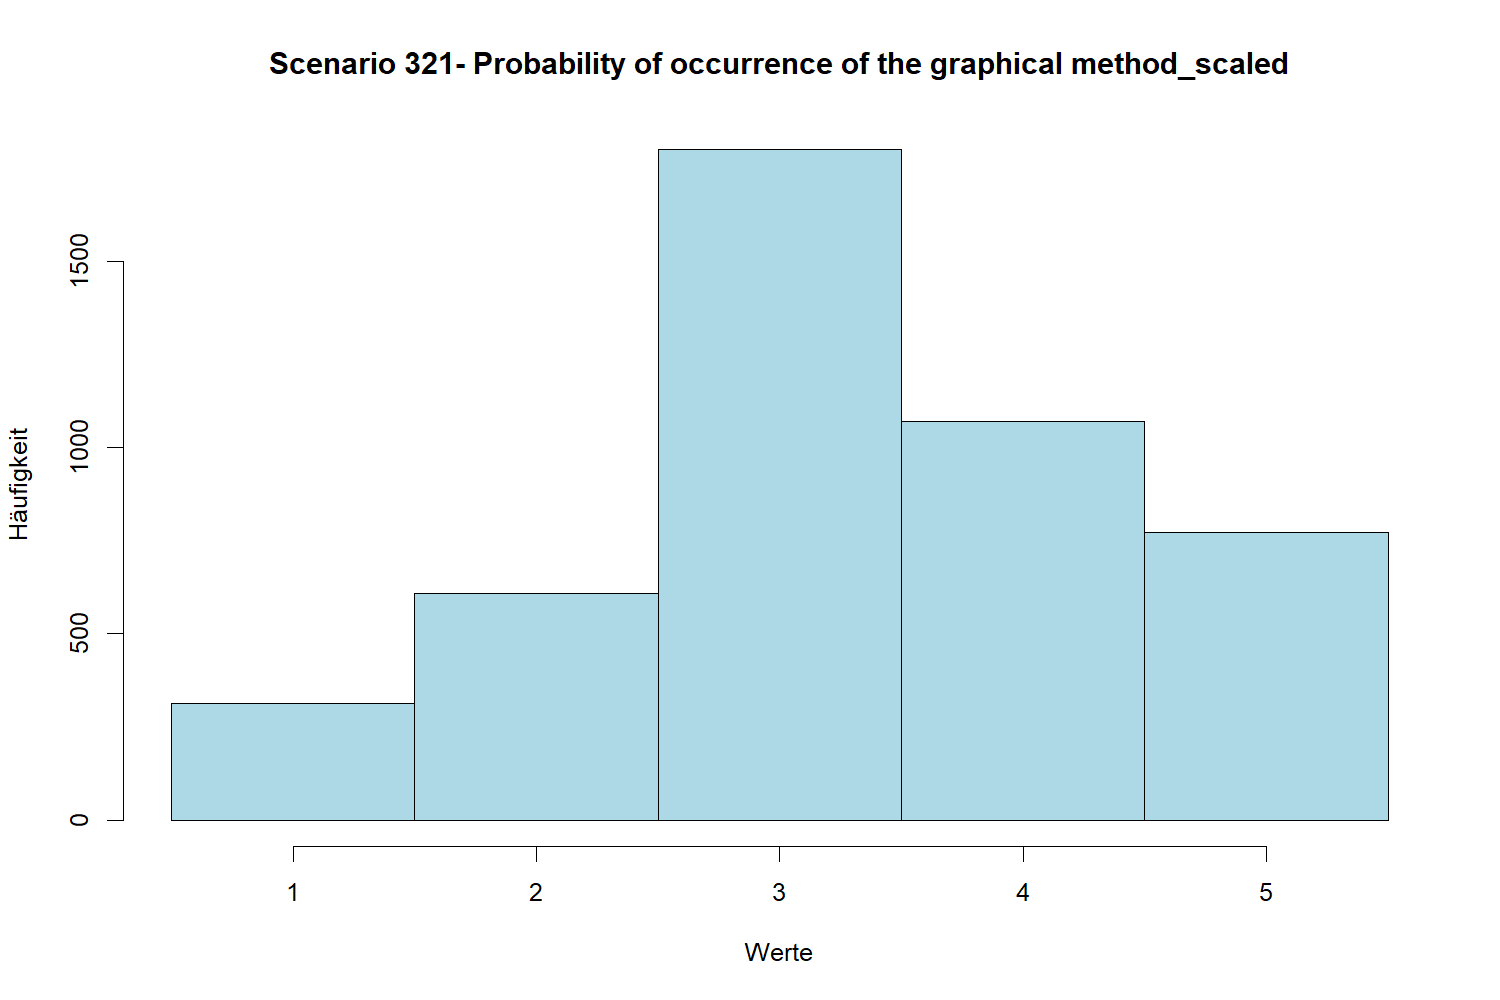 Scenario 321- Probability of occurrence of the graphical method_scaled
1500
1000
500
0
Häufigkeit
1 2 3 4 5
Werte